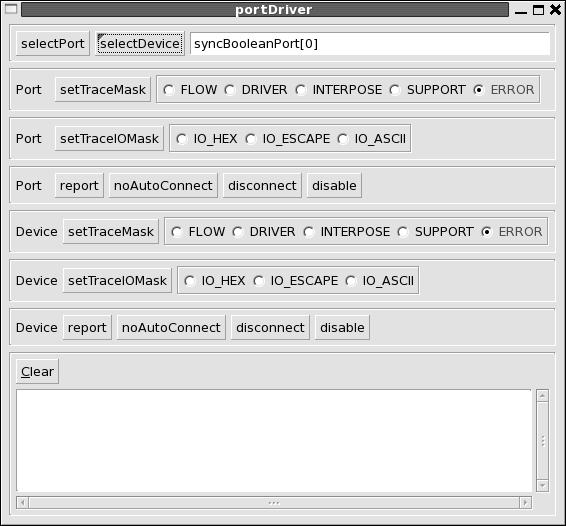 portDriver
selectPort selectDevice syncBooleanPort[0]
Port setTraceMask FLOW DRIVER INTERPOSE SUPPORT ERROR
Port setTraceIOMask IO_HEX IO_ESCAPE IO_ASCII
Port report noAutoConnect disconnect disable
Device setTraceMask FLOW DRIVER INTERPOSE SUPPORT ERROR
Device setTraceIOMask IO_HEX IO_ESCAPE IO_ASCII
Device report noAutoConnect disconnect disable
Clear